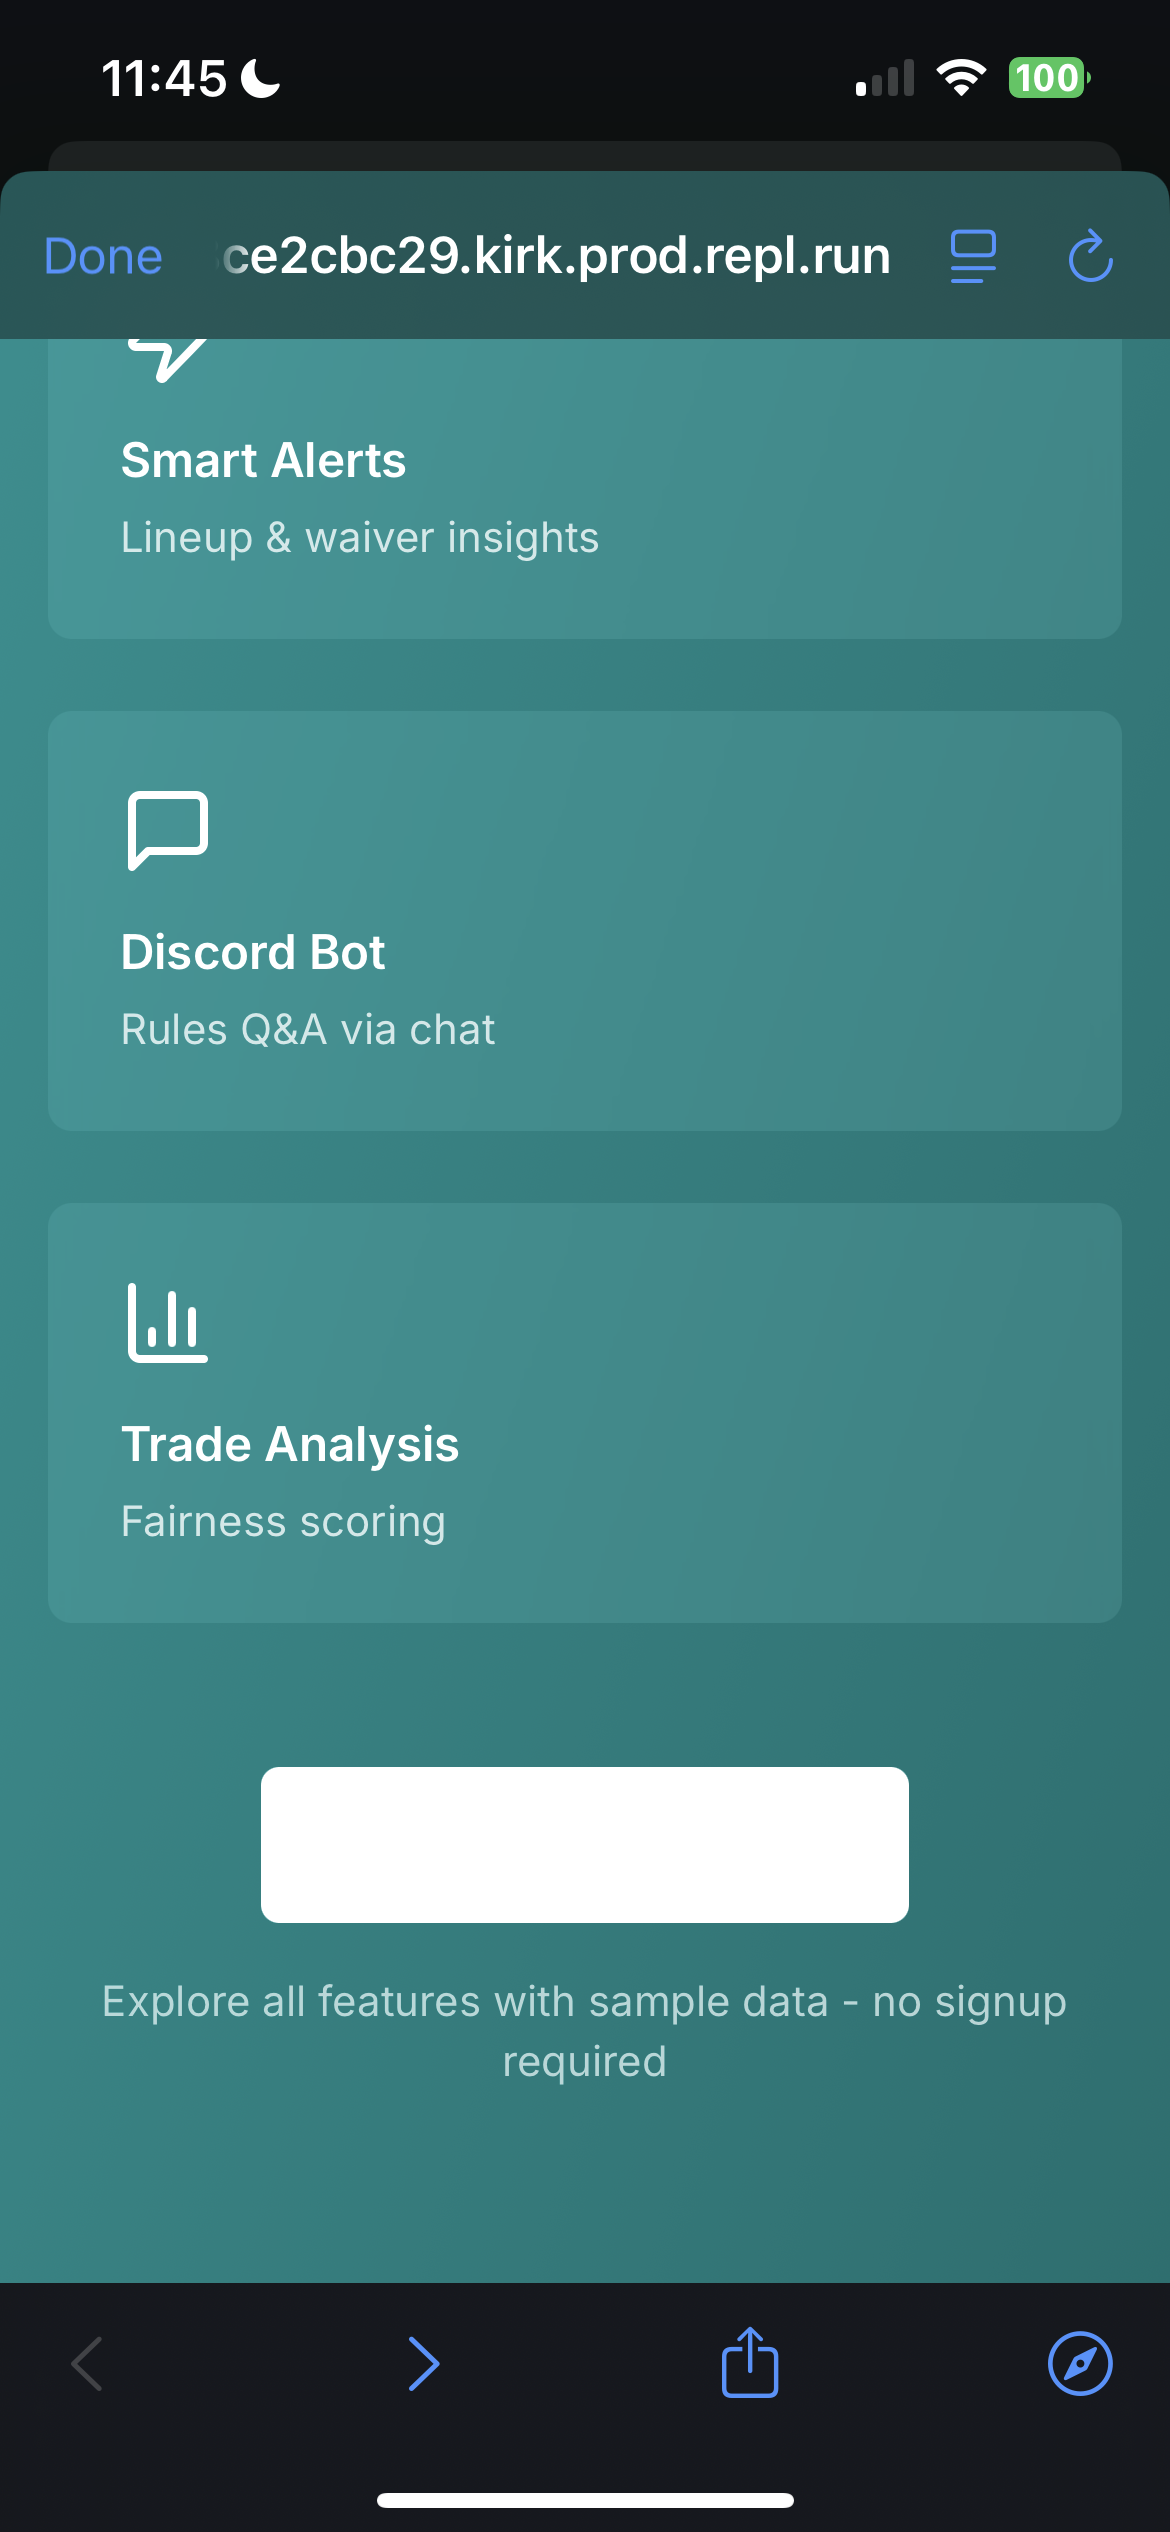 11:45
100
Done
ce2cbc29.kirk.prod.repl.run
Smart Alerts
Lineup & waiver insights
Discord Bot
Rules Q&A via chat
Trade Analysis
Fairness scoring
Explore all features with sample data - no signup
required